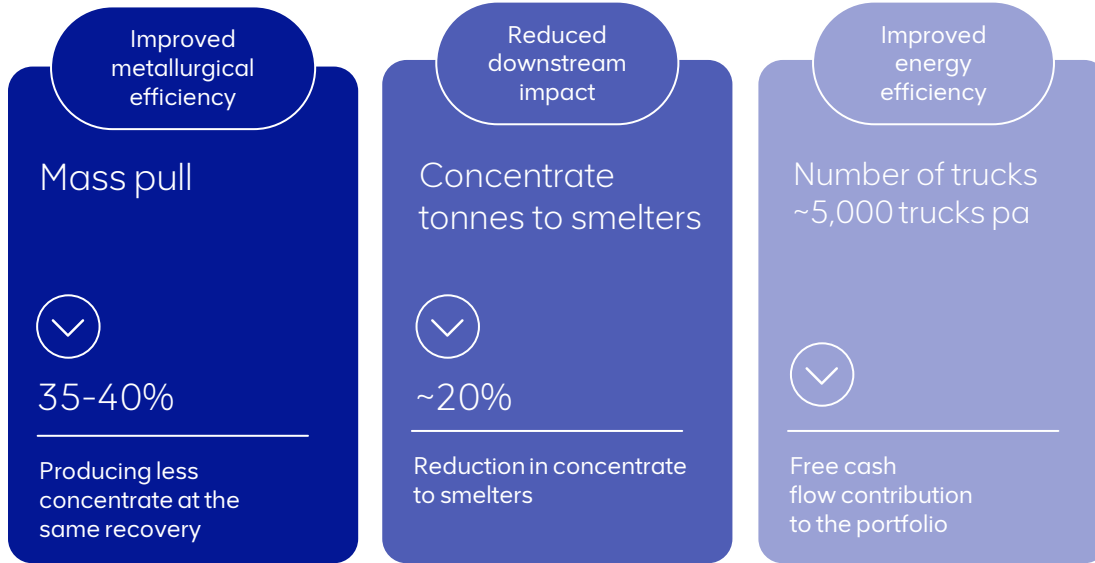 Improved
metallurgical
efficiency
Mass pull
35-40%
Producing less
concentrate at the
same recovery
Reduced
downstream
impact
Concentrate
tonnes to smelters
~20%
Reduction in concentrate
to smelters
Improved
energy
efficiency
Number of trucks
~5,000 trucks pa
Free cash
flow contribution
to the portfolio